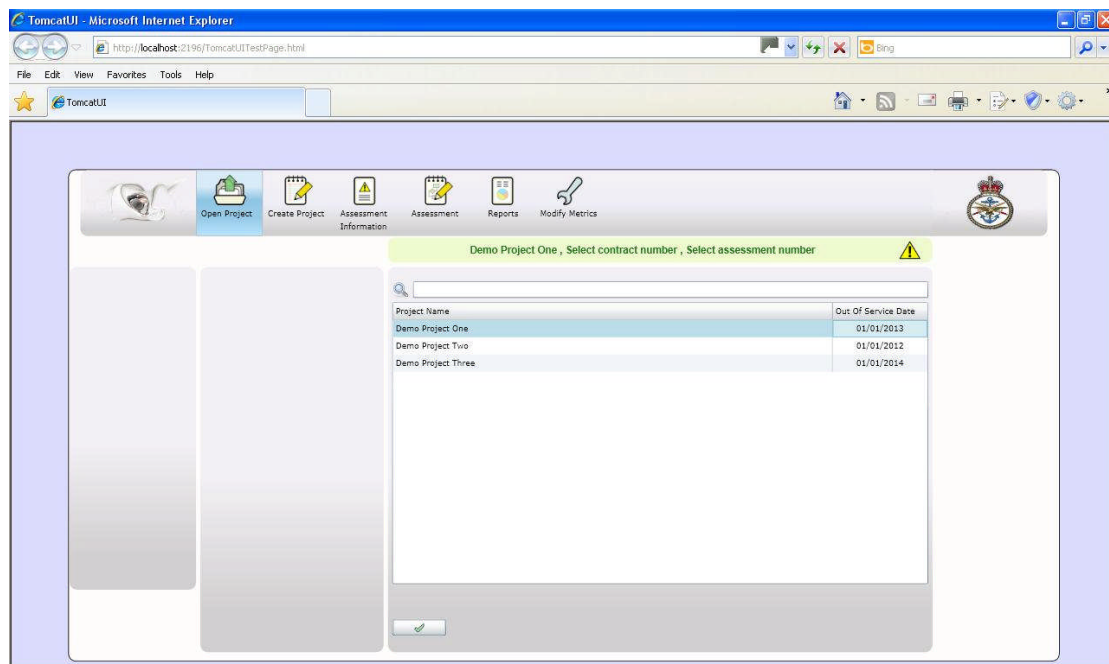 TomcatUI - Microsoft Internet Explorer
http://localhost:2196/TomcatUITestPage.html
Bing
File Edit View Favorites Tools Help
TomcatUI
Open Project
Create Project
Assessment
Information
Assessment
Reports
Modify Metrics
Demo Project One , Select contract number , Select assessment number
Project Name Out Of Service Date
Demo Project One 01/01/2013
Demo Project Two 01/01/2012
Demo Project Three 01/01/2014